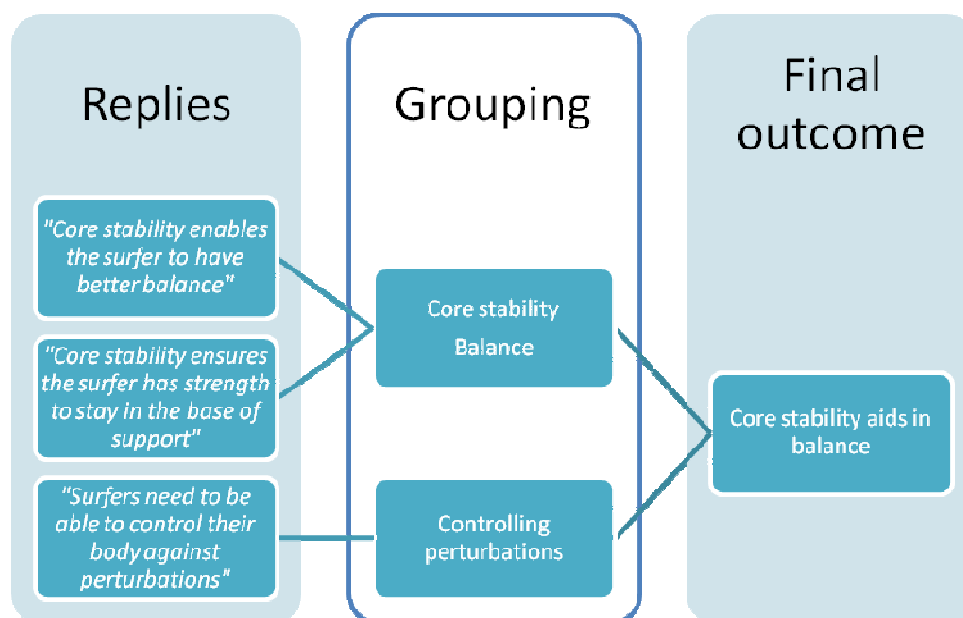 Replies
"Core stability enables
the surfer to have
better balance"
"Core stability ensures
the surfer has strength
to stay in the base of
support"
"Surfers need to be
able to control their
body against
perturbations"
Grouping
Core stability
Balance
Controlling
perturbations
Final
outcome
Core stability aids in
balance